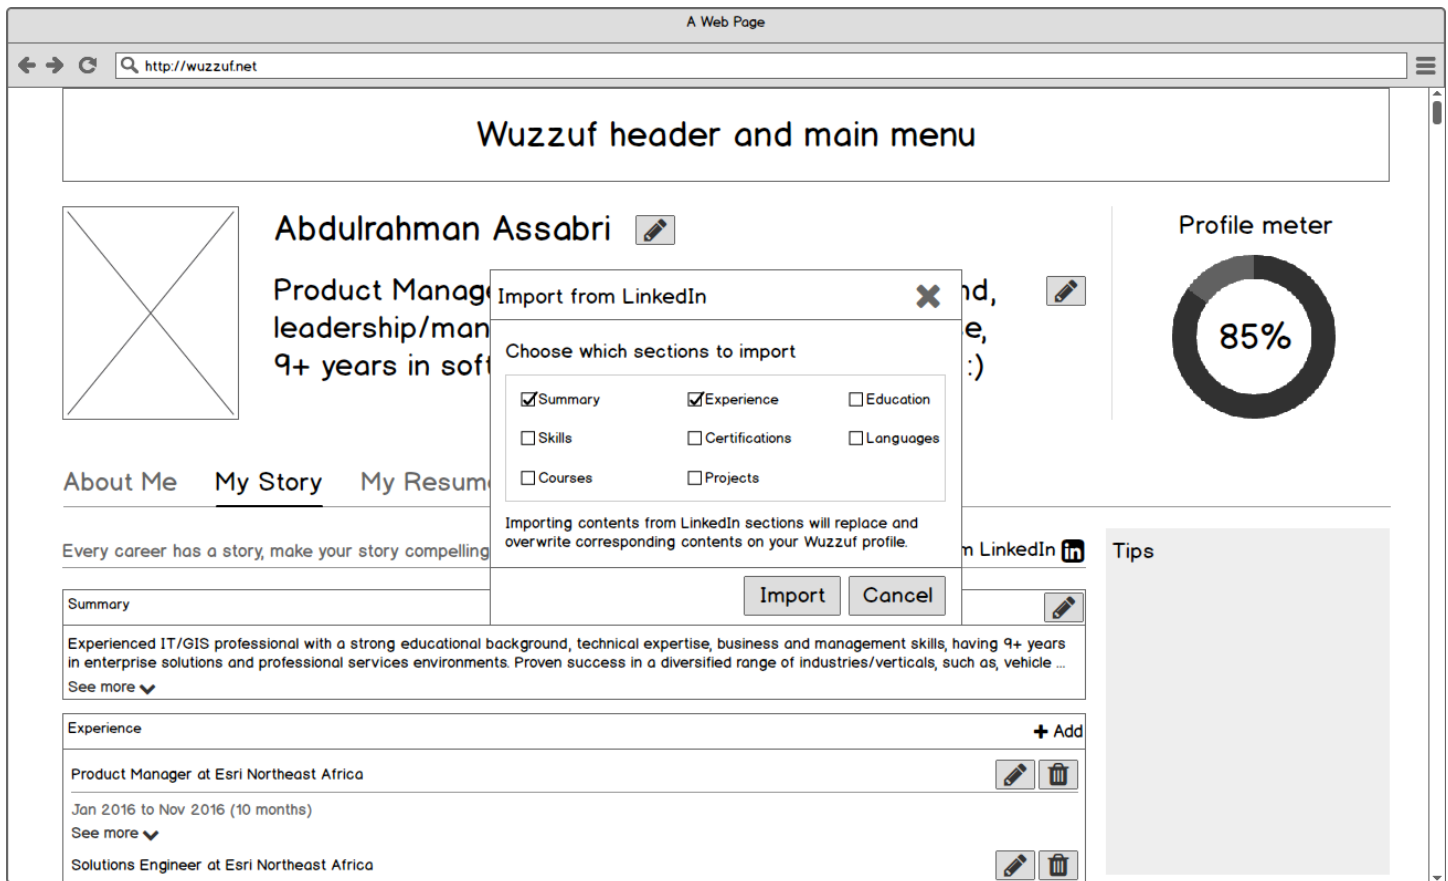 A Web Page
http://wuzzuf.net
Wuzzuf header and main menu
Abdulrahman Assabri
Profile meter
Product Manage
nd,
leadership/man
e,
9+ years in soft
:)
85%
Import from LinkedIn
Choose which sections to import
Summary Experience Education
Skills Certifications Languages
Courses Projects
Importing contents from LinkedIn sections will replace and
overwrite corresponding contents on your Wuzzuf profile.
Import Cancel
About Me My Story My Resum
Every career has a story, make your story compelling
m LinkedIn in
Tips
Summary
Experienced IT/GIS professional with a strong educational background, technical expertise, business and management skills, having 9+ years
in enterprise solutions and professional services environments. Proven success in a diversified range of industries/verticals, such as, vehicle ...
See more
Experience
Add
Product Manager at Esri Northeast Africa
Jan 2016 to Nov 2016 (10 months)
See more
Solutions Engineer at Esri Northeast Africa